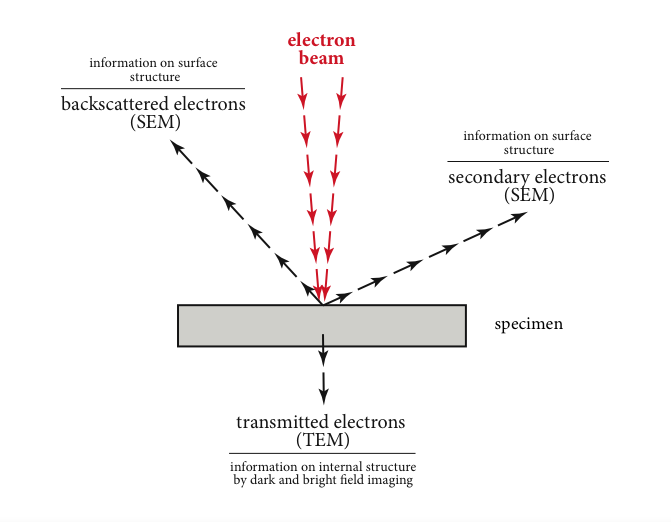 electron
beam
information on surface
structure
backscattered electrons
(SEM)
information on surface
structure
secondary electrons
(SEM)
specimen
transmitted electrons
(TEM)
information on internal structure
by dark and bright field imaging